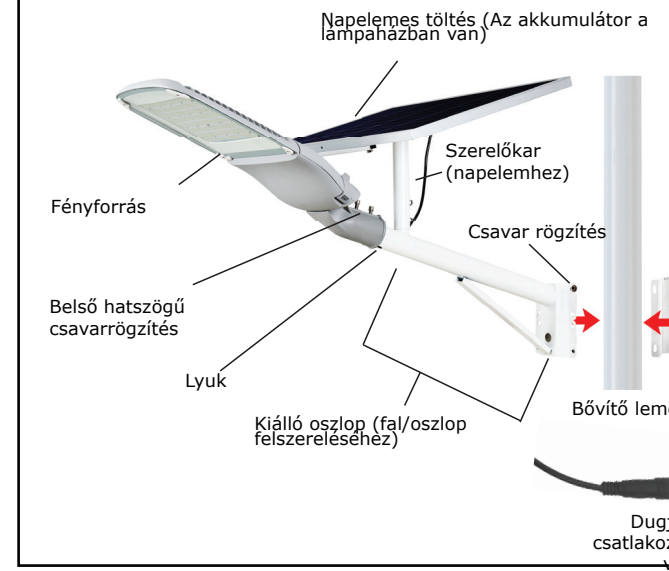 Napelemes töltés (Az akkumulátor a
lámpaházban van)
Szerelőkar
(napelemhez)
Fényforrás
Csavar rögzítés
Belső hatszögű
csavarrögzítés
Lyuk
Kiálló oszlop (fal/oszlop
felszereléséhez)
Bővítő